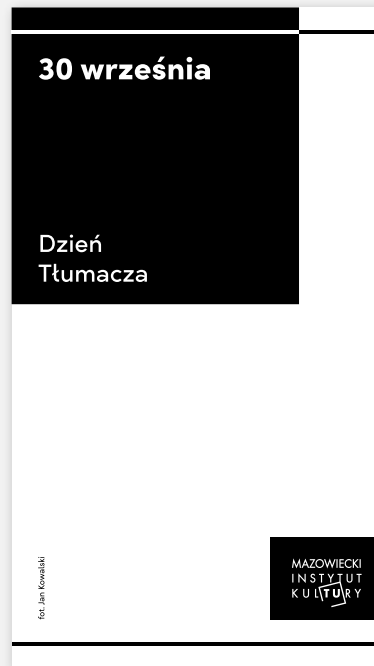 30 września
Dzień
Tłumacza
fot. Jan Kowalski
MAZOWIECKI
INSTYTUT
KULTURY